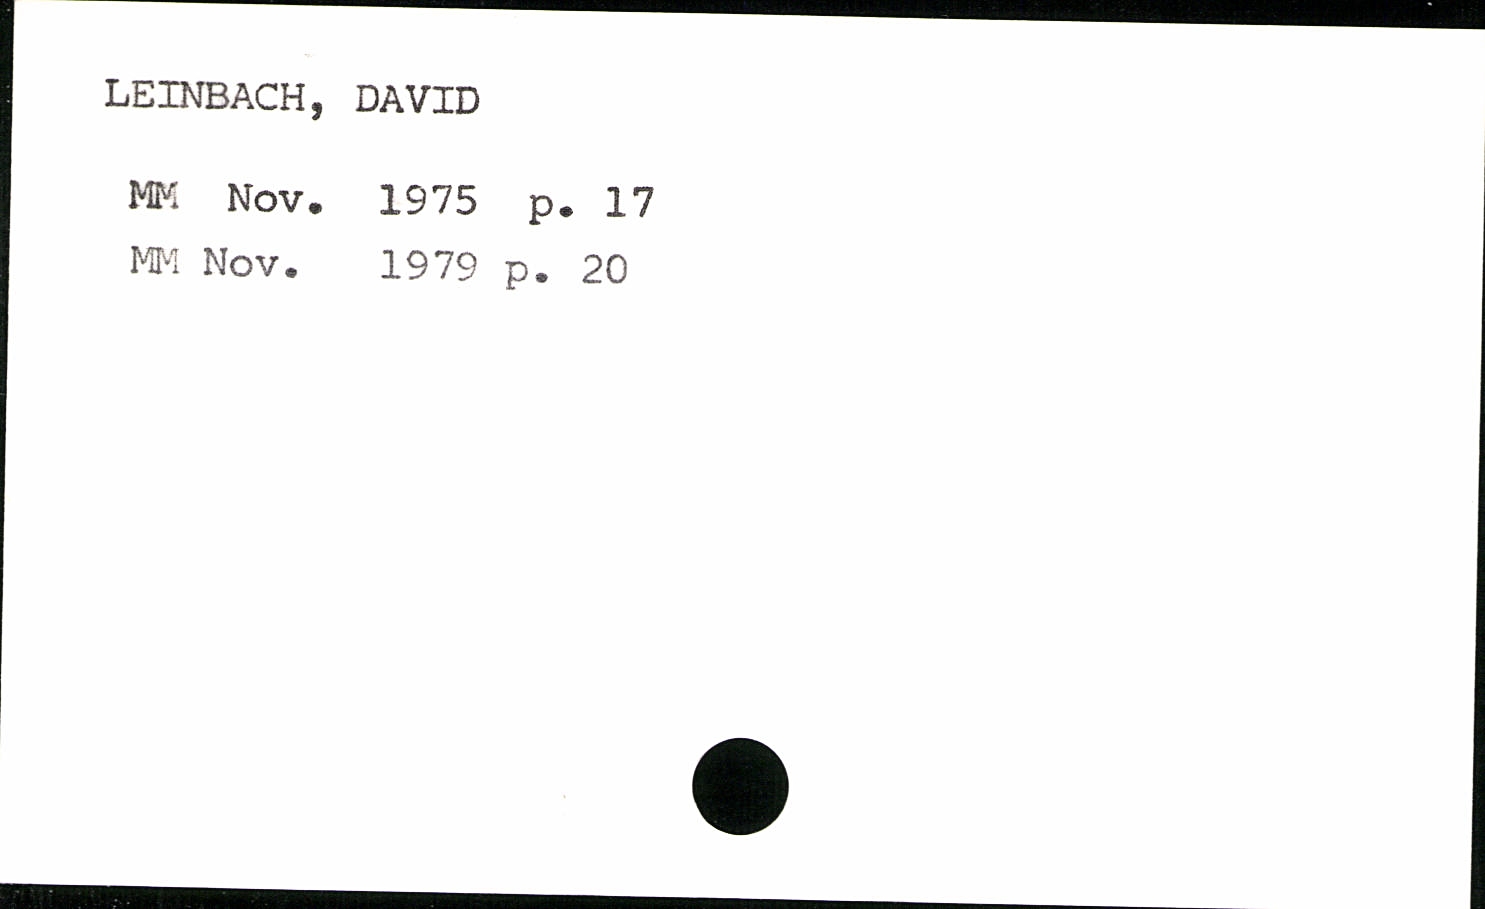 LEINBACH, DAVID
MM Nov. 1975 p. 17
MM Nov. 1979 p. 20